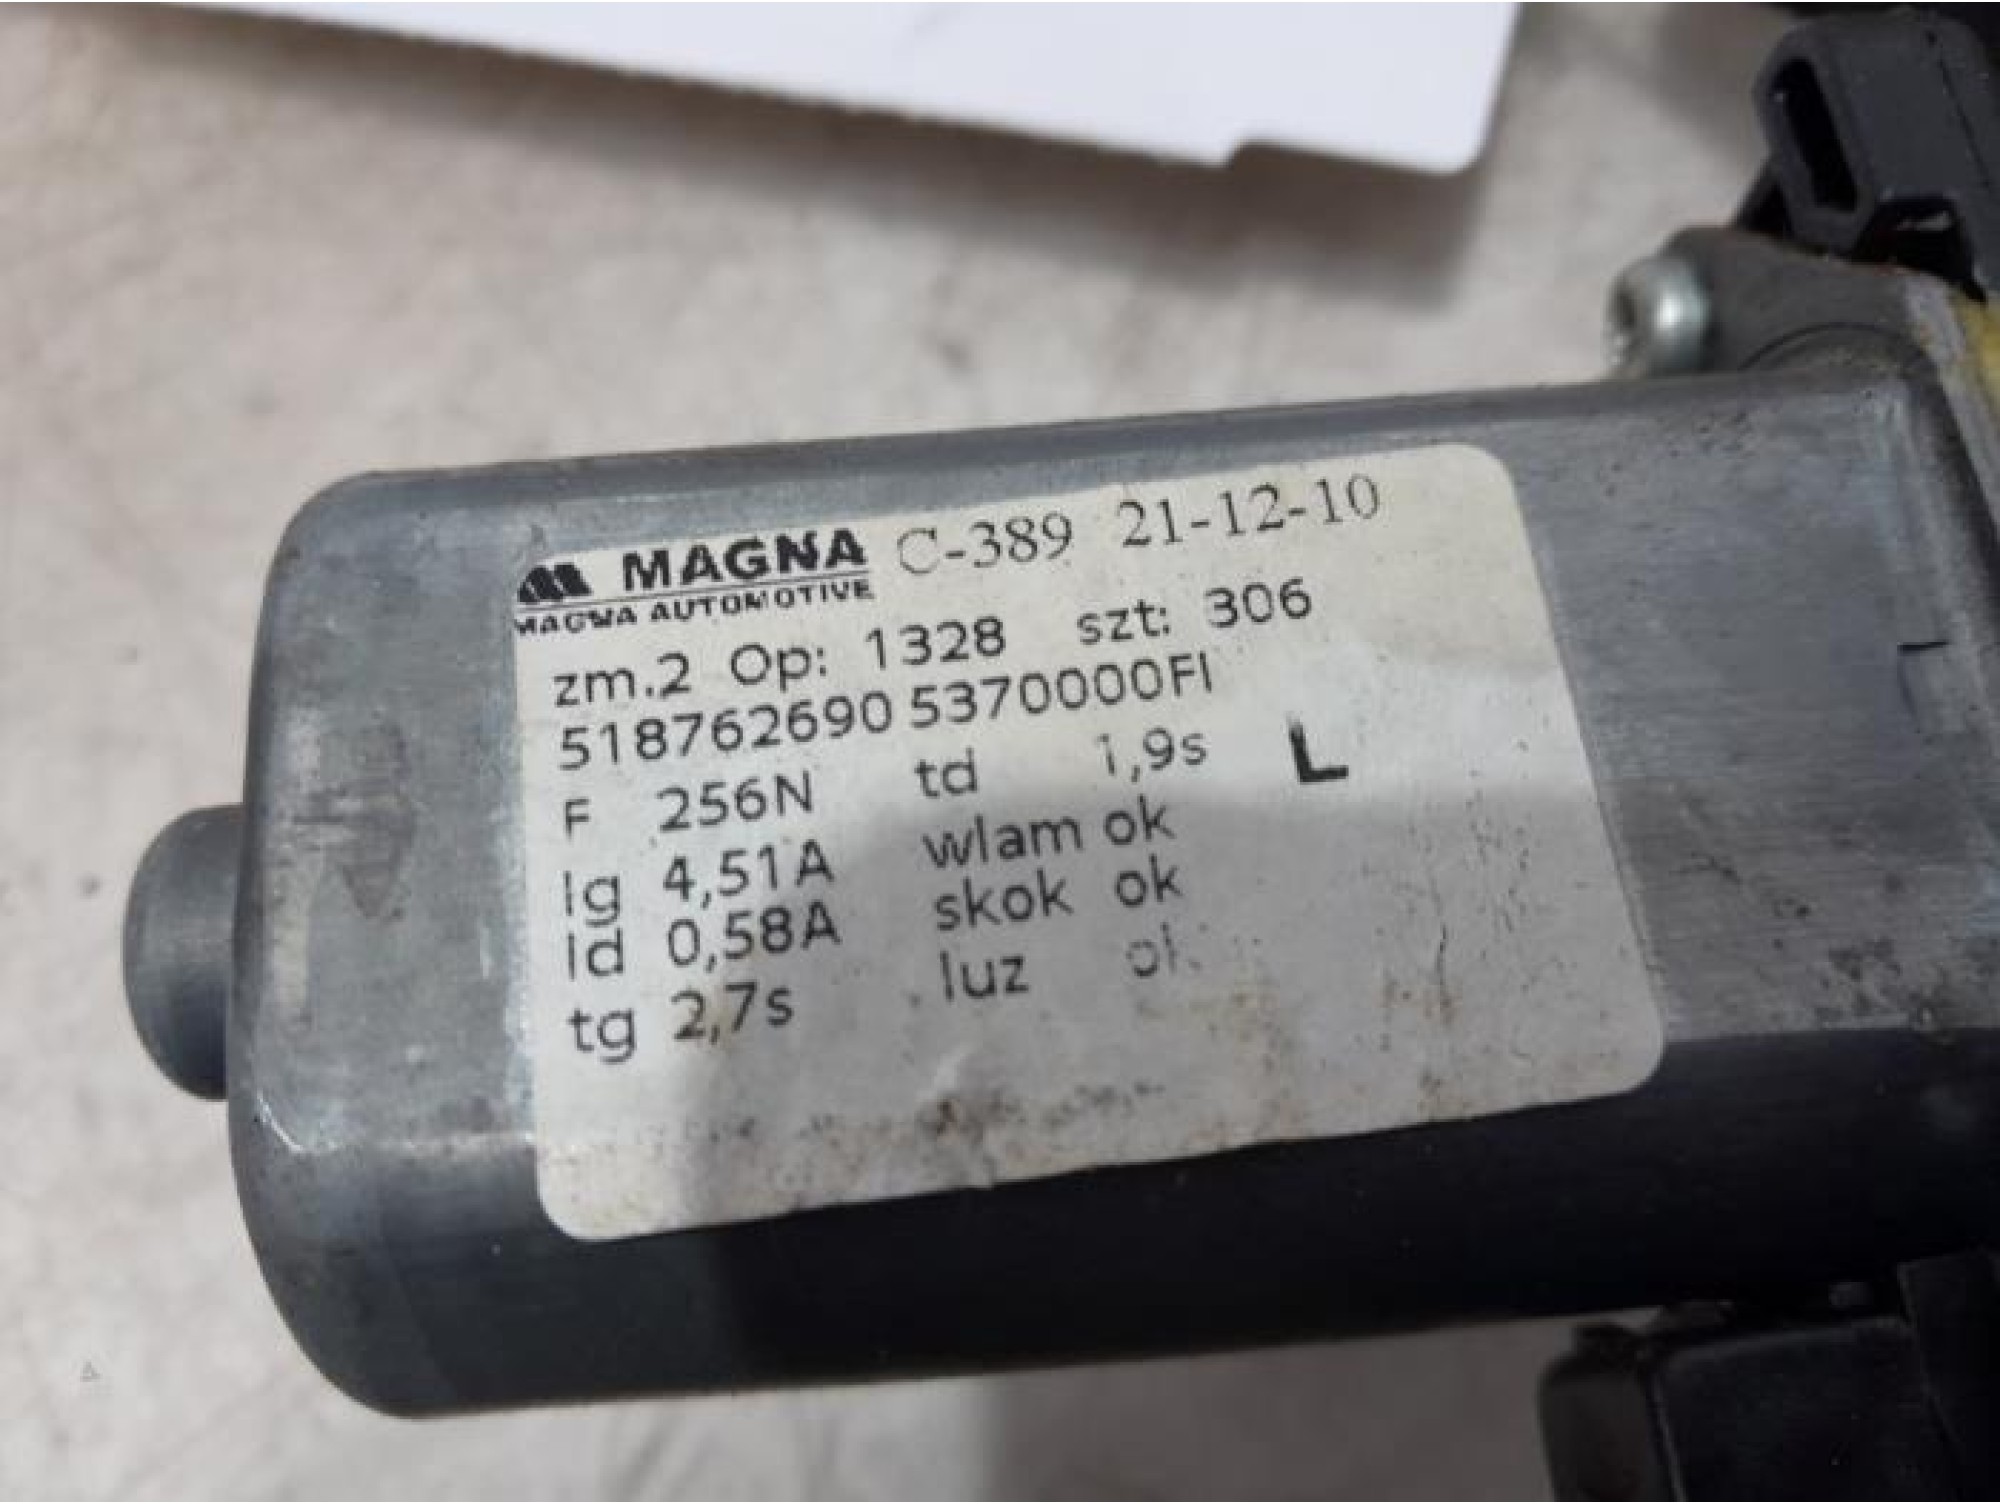 MAGNA C-389 21-12-10
MAGNA AUTOMOTIVE
zm.2 Op: 1328 szt: 306
518762690 5370000FI
F 256N td 1,9s L
Ig 4,51A wlam ok
Id 0,58A skok ok
tg 2,7s luz ok